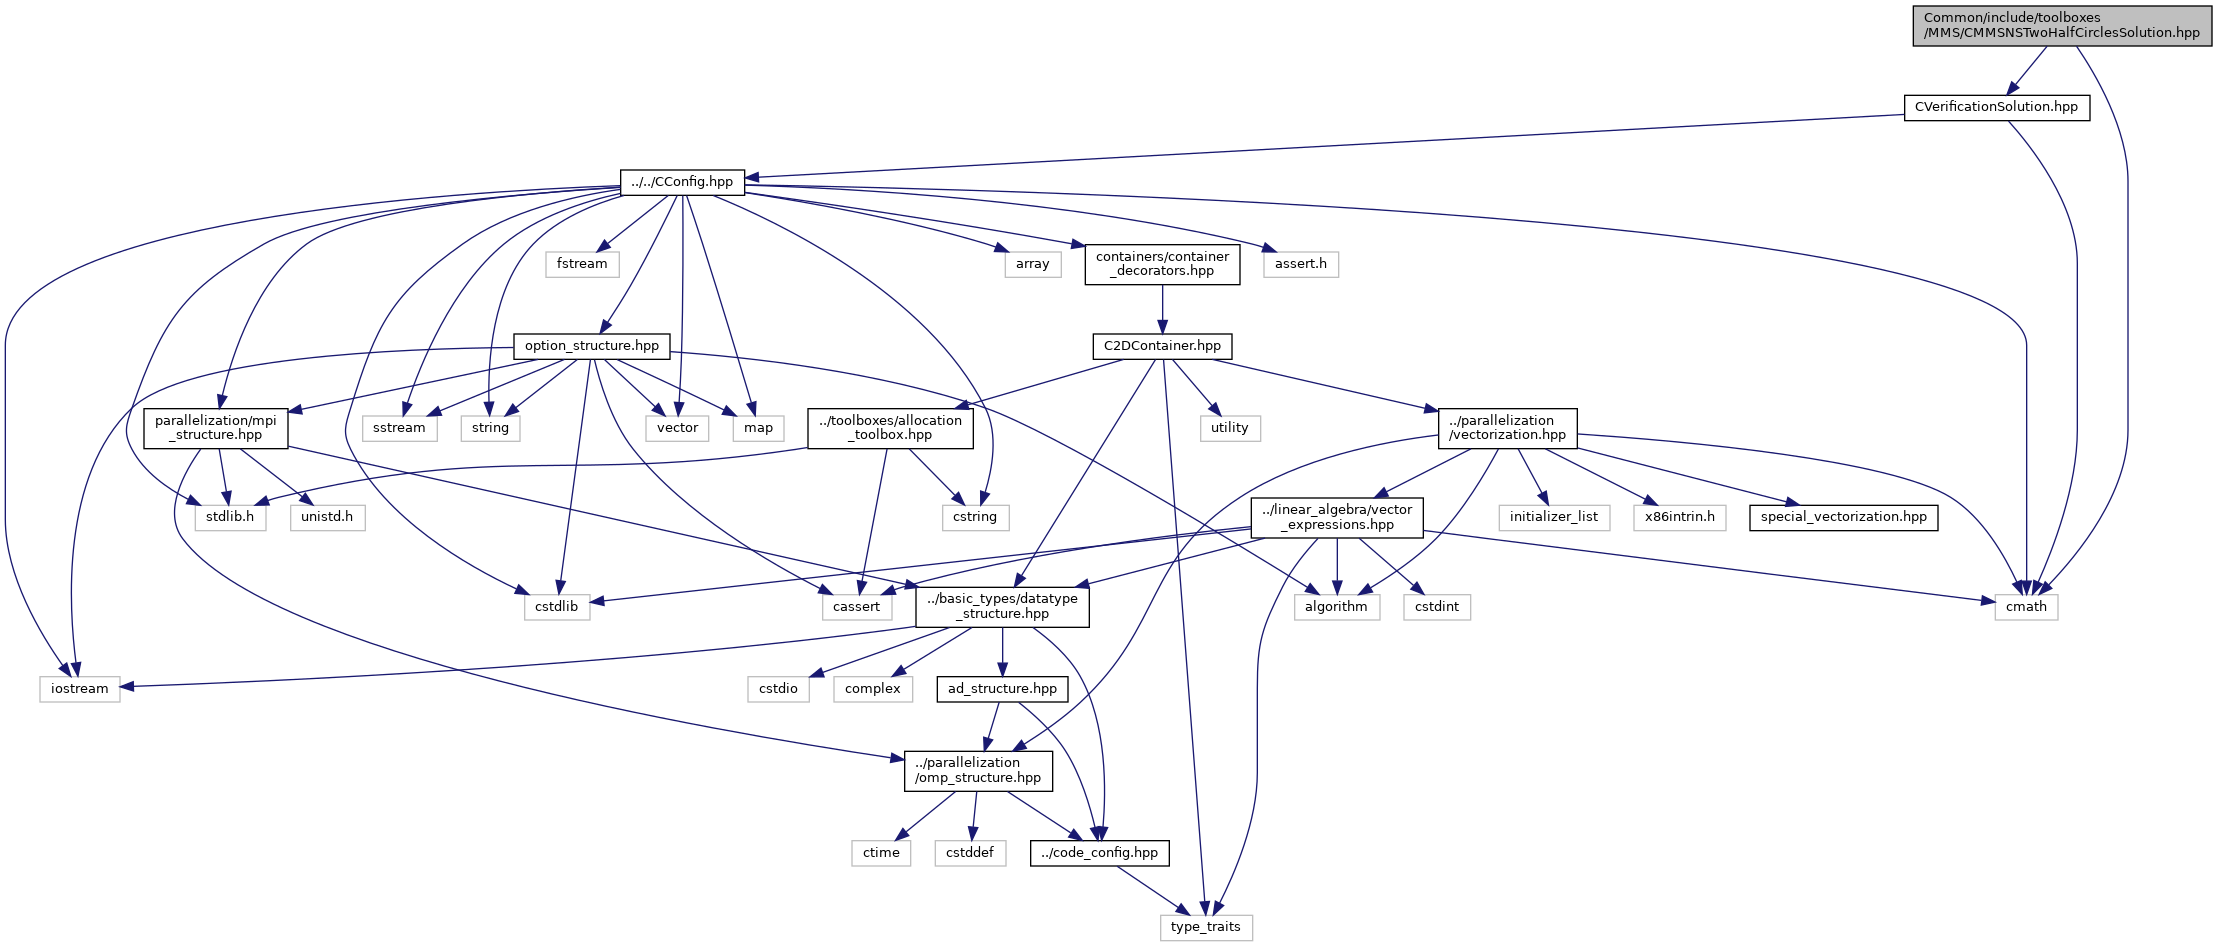 Common/include/toolboxes
/MMS/CMMSNSTwoHalfCirclesSolution.hpp
CVerificationSolution.hpp
../../CConfig.hpp
fstream
array
containers/container
_decorators.hpp
assert.h
option_structure.hpp
C2DContainer.hpp
parallelization/mpi
_structure.hpp
sstream
string
vector
map
../toolboxes/allocation
_toolbox.hpp
utility
../parallelization
/vectorization.hpp
stdlib.h
unistd.h
cstring
../linear_algebra/vector
_expressions.hpp
initializer_list
x86intrin.h
special_vectorization.hpp
cstdlib
cassert
../basic_types/datatype
_structure.hpp
algorithm
cstdint
cmath
iostream
cstdio
complex
ad_structure.hpp
../parallelization
/omp_structure.hpp
ctime
cstddef
../code_config.hpp
type_traits